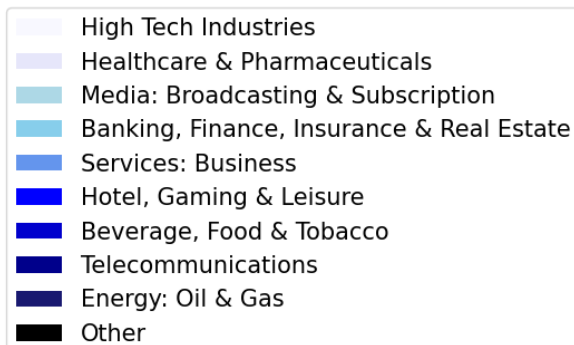 High Tech Industries
Healthcare & Pharmaceuticals
Media: Broadcasting & Subscription
Banking, Finance, Insurance & Real Estate
Services: Business
Hotel, Gaming & Leisure
Beverage, Food & Tobacco
Telecommunications
Energy: Oil & Gas
Other